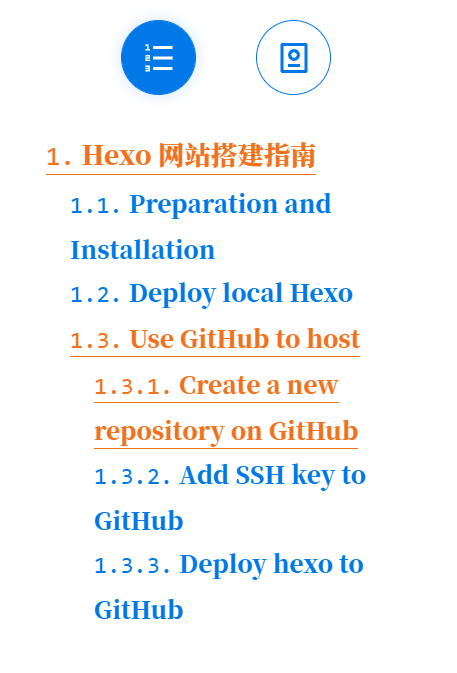 1. Hexo 网站搭建指南
1.1. Preparation and
Installation
1.2. Deploy local Hexo
1.3. Use GitHub to host
1.3.1. Create a new
repository on GitHub
1.3.2. Add SSH key to
GitHub
1.3.3. Deploy hexo to
GitHub